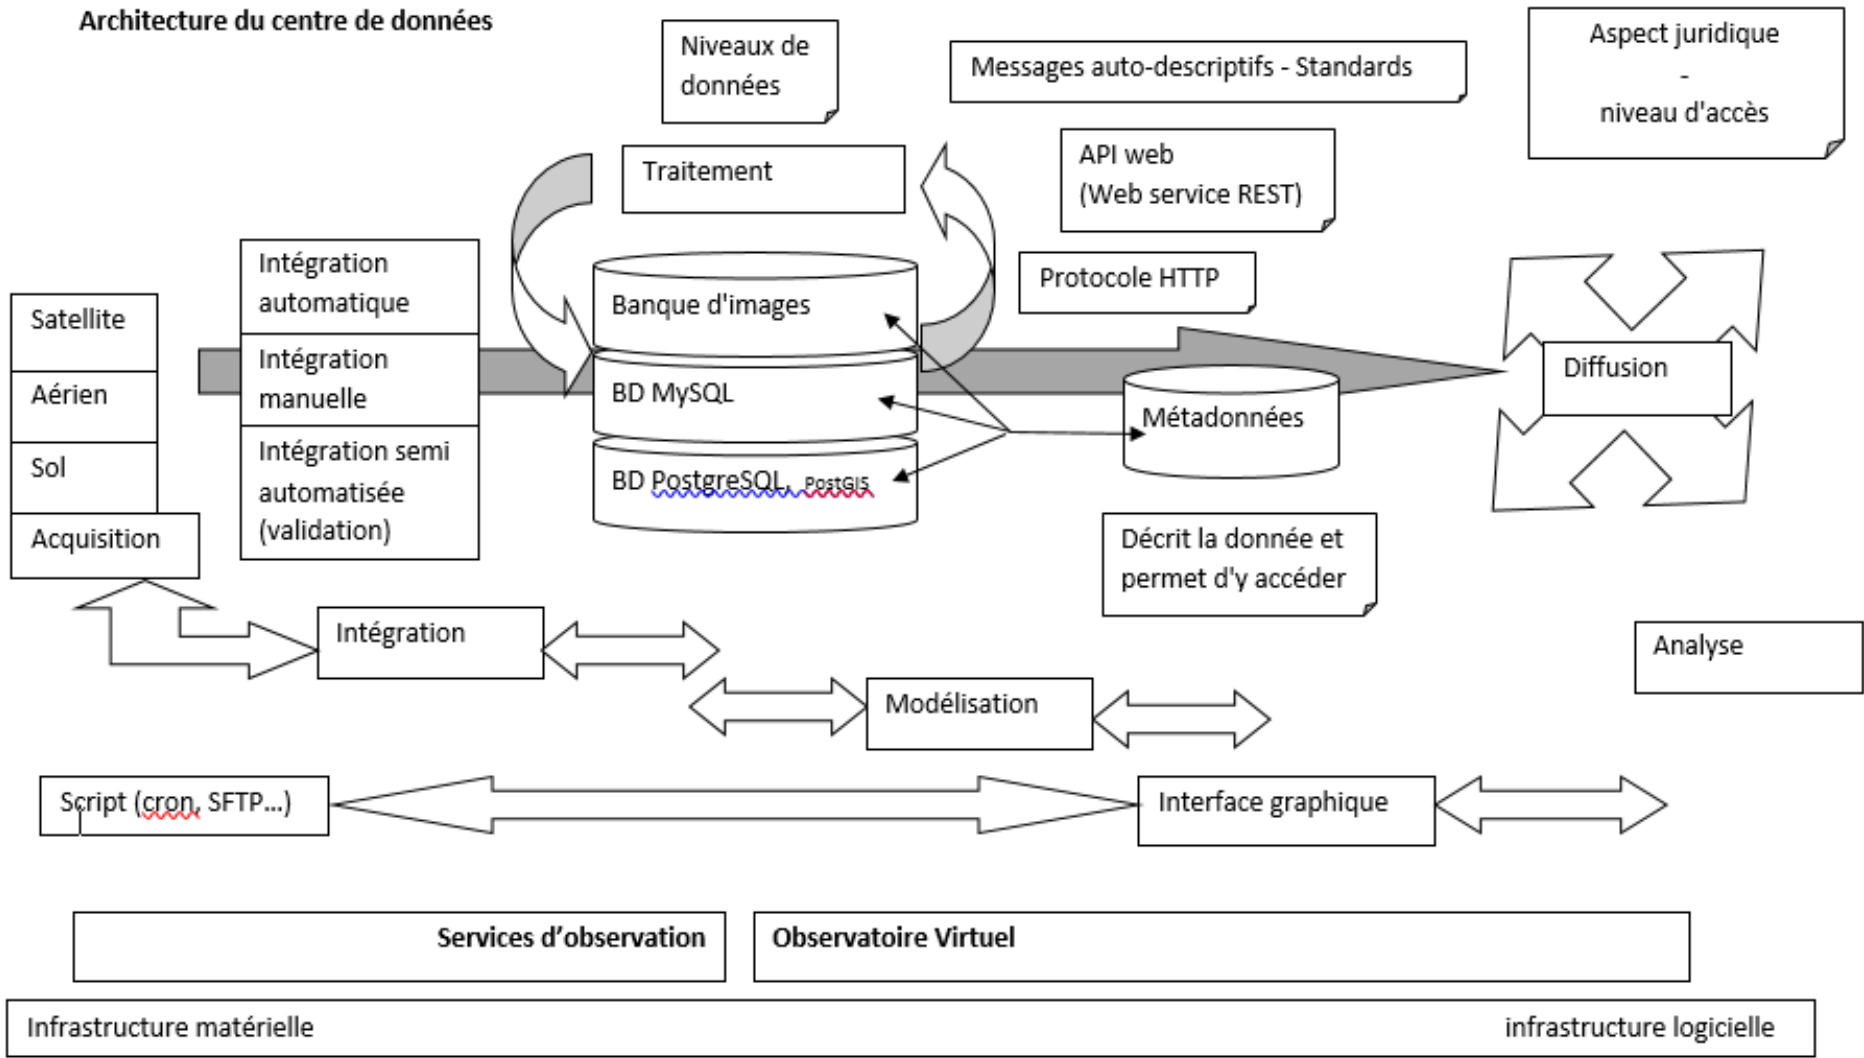 Architecture du centre de données
Niveaux de
données
Messages auto-descriptifs - Standards
Aspect juridique
-
niveau d'accès
Traitement
API web
(Web service REST)
Protocole HTTP
Satellite
Aérien
Sol
Acquisition
Intégration
automatique
Intégration
manuelle
Intégration semi
automatisée
(validation)
Banque d'images
BD MySQL
BD PostgreSQL, PostGIS
Métadonnées
Diffusion
Décrit la donnée et
permet d'y accéder
Intégration
Modélisation
Analyse
Script (cron, SFTP...)
Interface graphique
Services d'observation
Observatoire Virtuel
Infrastructure matérielle
infrastructure logicielle